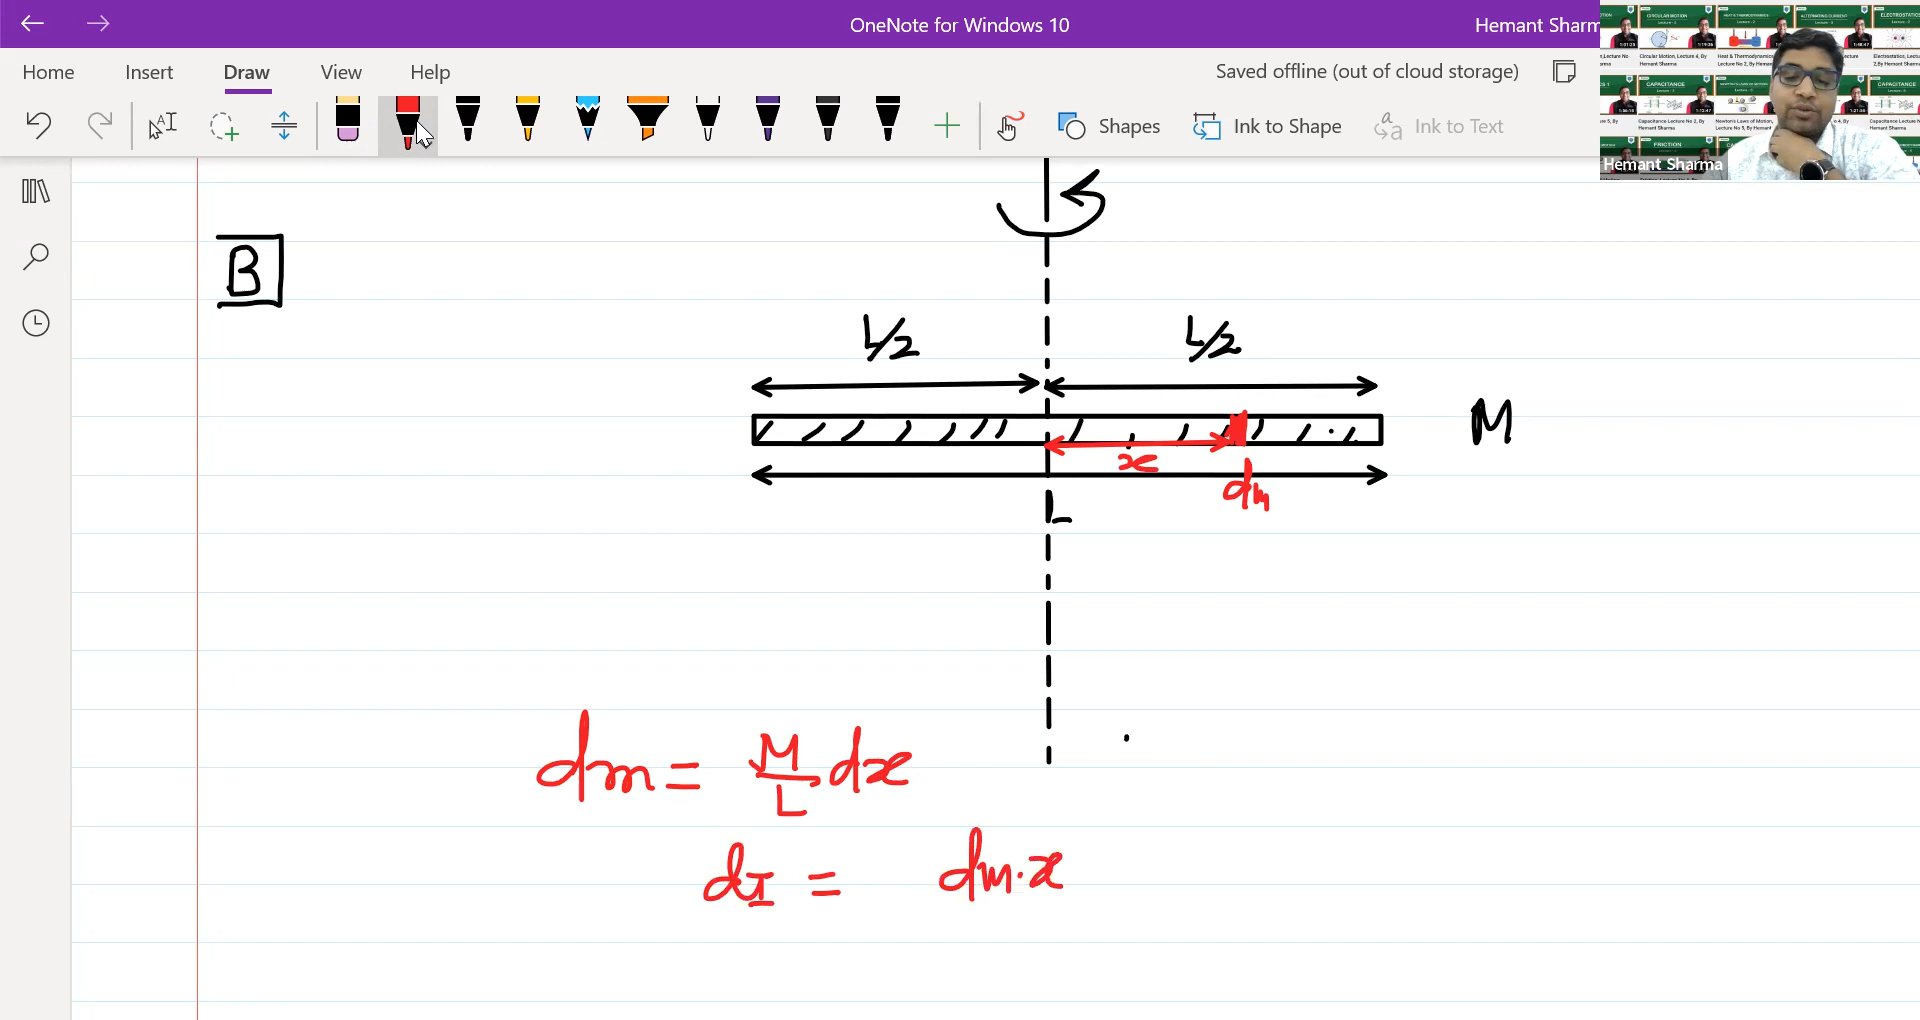 OneNote for Windows 10
Hemant Sharm
Home Insert Draw View Help
Saved offline (out of cloud storage)
Shapes Ink to Shape Ink to Text
Hemant Sharma
B
L/2 L/2
M
x
dm
L
dm = M/L dx
dI = dm.x